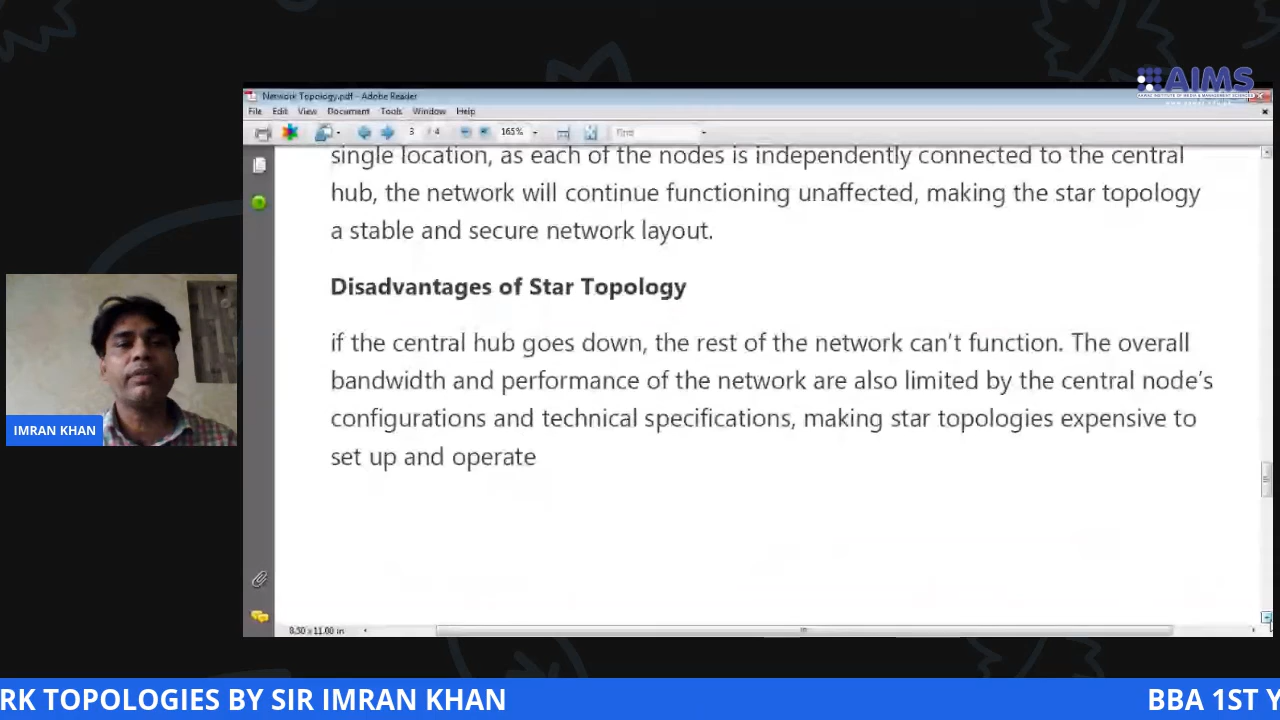 AIMS
Network Topology.pdf - Adobe Reader
File Edit View Document Tools Window Help
3 / 4 165% Find
single location, as each of the nodes is independently connected to the central
hub, the network will continue functioning unaffected, making the star topology
a stable and secure network layout.
Disadvantages of Star Topology
if the central hub goes down, the rest of the network can’t function. The overall
bandwidth and performance of the network are also limited by the central node’s
configurations and technical specifications, making star topologies expensive to
set up and operate
IMRAN KHAN
8.50 x 11.00 in
RK TOPOLOGIES BY SIR IMRAN KHAN
BBA 1ST Y